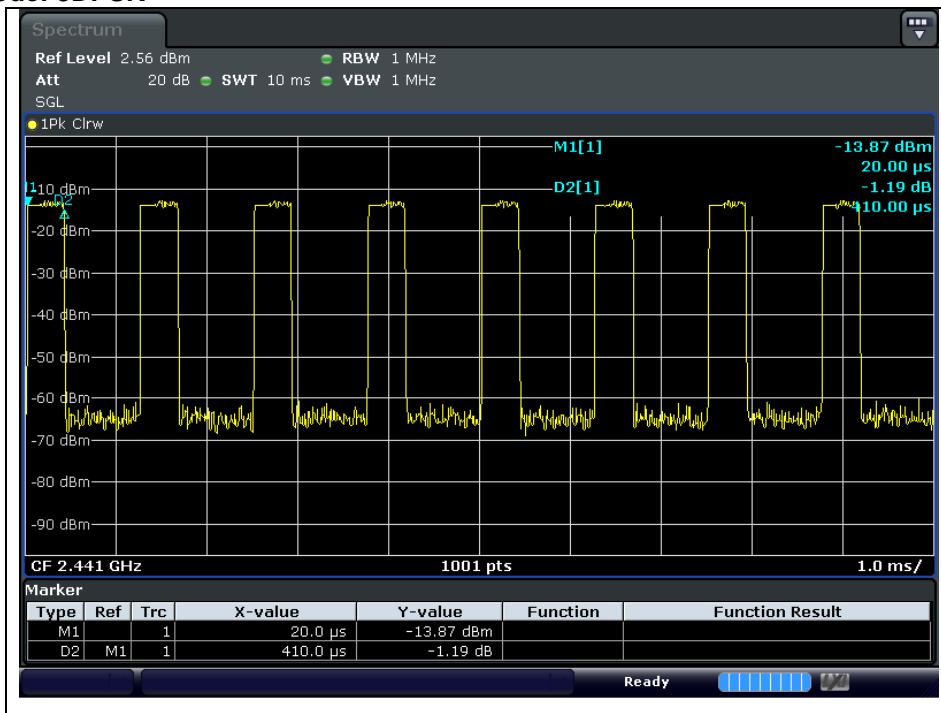 Spectrum
Ref Level 2.56 dBm RBW 1 MHz
Att 20 dB SWT 10 ms VBW 1 MHz
SGL
1Pk Clrw
M1[1] -13.87 dBm
20.00 µs
-10 dBm D2[1] -1.19 dB
D2 410.00 µs
-20 dBm
-30 dBm
-40 dBm
-50 dBm
-60 dBm
-70 dBm
-80 dBm
-90 dBm
CF 2.441 GHz 1001 pts 1.0 ms/
Marker
Type Ref Trc X-value Y-value Function Function Result
M1 1 20.0 µs -13.87 dBm
D2 M1 1 410.0 µs -1.19 dB
Ready